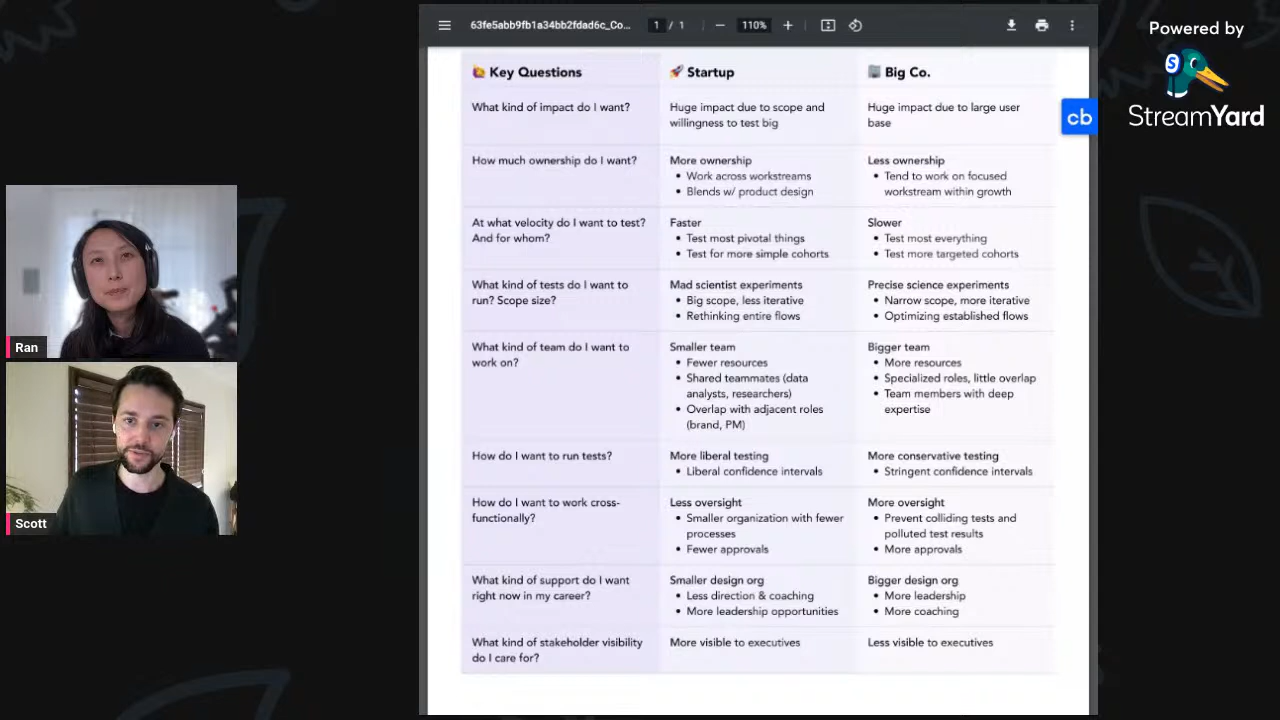 63fe5abb9fb1a34bb2fdad6c_Co...
1 / 1
110%
Powered by
StreamYard
cb
Key Questions
Startup
Big Co.
What kind of impact do I want?
Huge impact due to scope and
willingness to test big
Huge impact due to large user
base
How much ownership do I want?
More ownership
• Work across workstreams
• Blends w/ product design
Less ownership
• Tend to work on focused
workstream within growth
At what velocity do I want to test?
And for whom?
Faster
• Test most pivotal things
• Test for more simple cohorts
Slower
• Test most everything
• Test more targeted cohorts
What kind of tests do I want to
run? Scope size?
Mad scientist experiments
• Big scope, less iterative
• Rethinking entire flows
Precise science experiments
• Narrow scope, more iterative
• Optimizing established flows
What kind of team do I want to
work on?
Smaller team
• Fewer resources
• Shared teammates (data
analysts, researchers)
• Overlap with adjacent roles
(brand, PM)
Bigger team
• More resources
• Specialized roles, little overlap
• Team members with deep
expertise
How do I want to run tests?
More liberal testing
• Liberal confidence intervals
More conservative testing
• Stringent confidence intervals
How do I want to work cross-
functionally?
Less oversight
• Smaller organization with fewer
processes
• Fewer approvals
More oversight
• Prevent colliding tests and
polluted test results
• More approvals
What kind of support do I want
right now in my career?
Smaller design org
• Less direction & coaching
• More leadership opportunities
Bigger design org
• More leadership
• More coaching
What kind of stakeholder visibility
do I care for?
More visible to executives
Less visible to executives
Ran
Scott